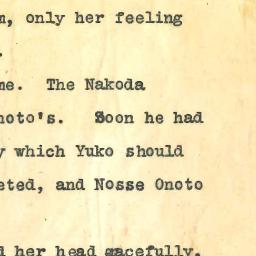 , only her feeling
.
me. The Nakoda
noto's. Soon he had
y which Yuko should
eted, and Nosse Onoto
d her head gacefully.